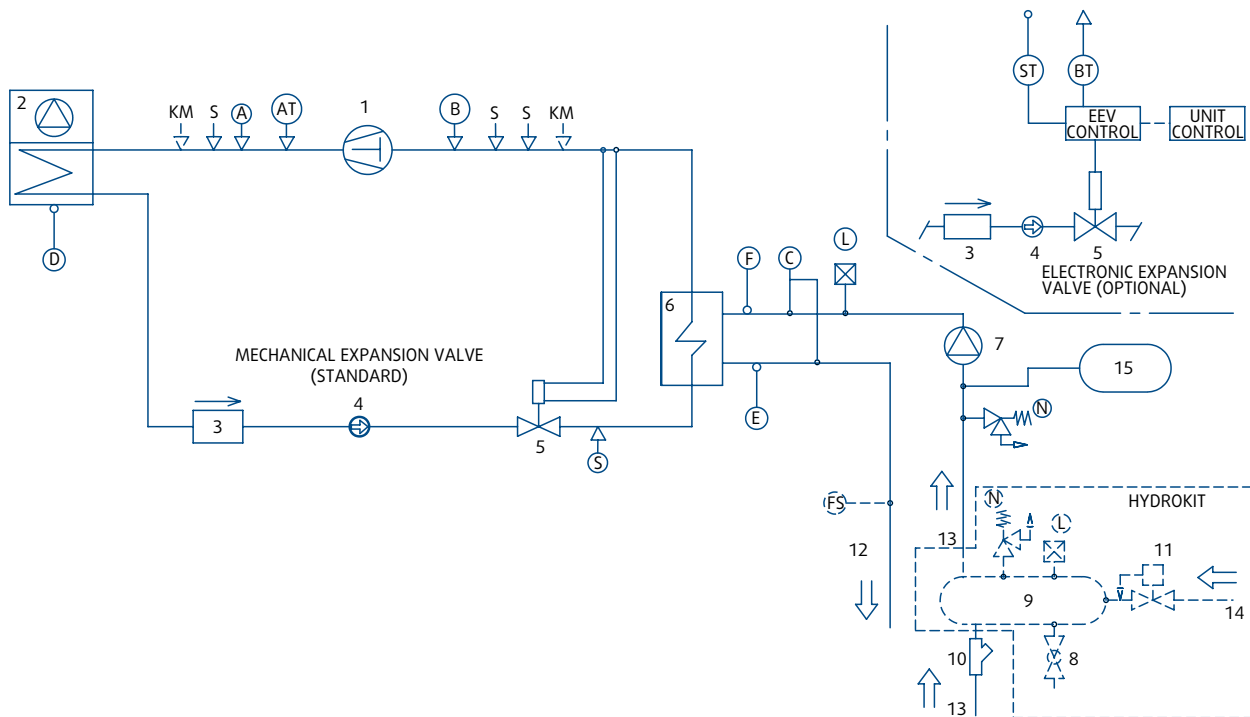 2
KM
S
A
AT
1
B
S
S
KM
D
ST
BT
EEV
CONTROL
UNIT
CONTROL
3
4
5
ELECTRONIC EXPANSION
VALVE (OPTIONAL)
L
F
C
6
7
MECHANICAL EXPANSION VALVE
(STANDARD)
15
E
N
3
4
5
S
HYDROKIT
FS
N
L
12
13
11
9
14
10
8
13